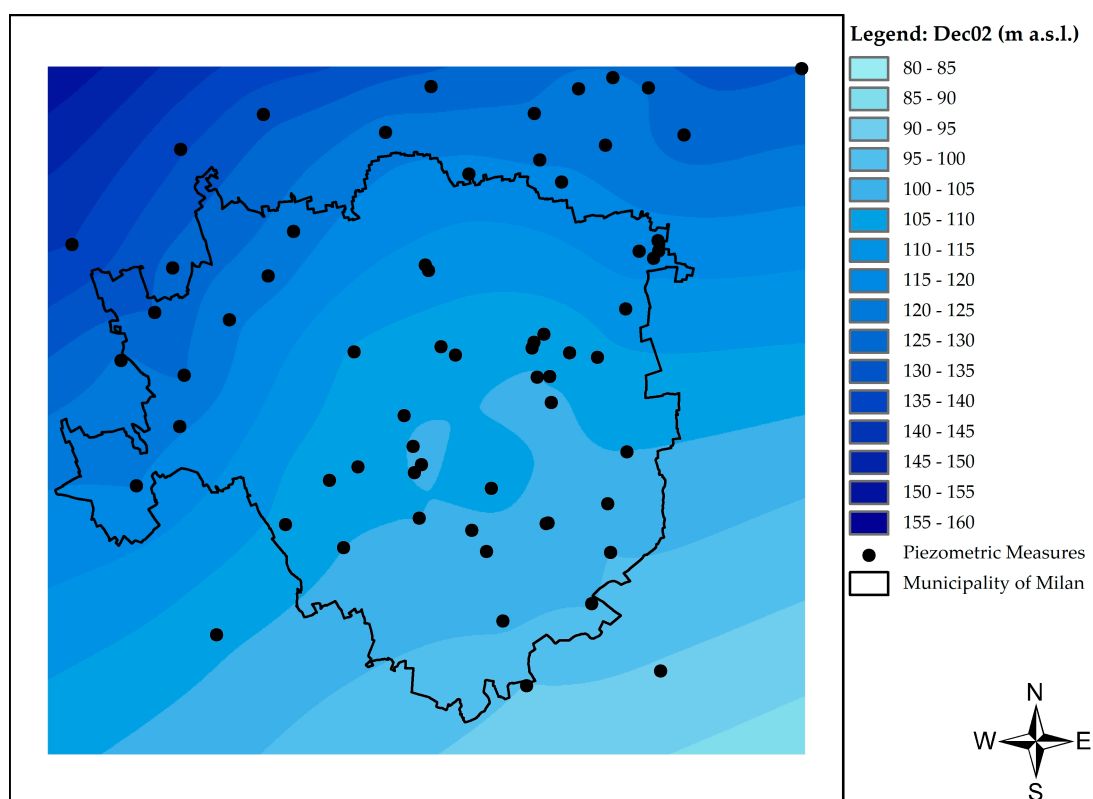 Legend: Dec02 (m a.s.l.)
80 - 85
85 - 90
90 - 95
95 - 100
100 - 105
105 - 110
110 - 115
115 - 120
120 - 125
125 - 130
130 - 135
135 - 140
140 - 145
145 - 150
150 - 155
155 - 160
Piezometric Measures
Municipality of Milan
N
W E
S